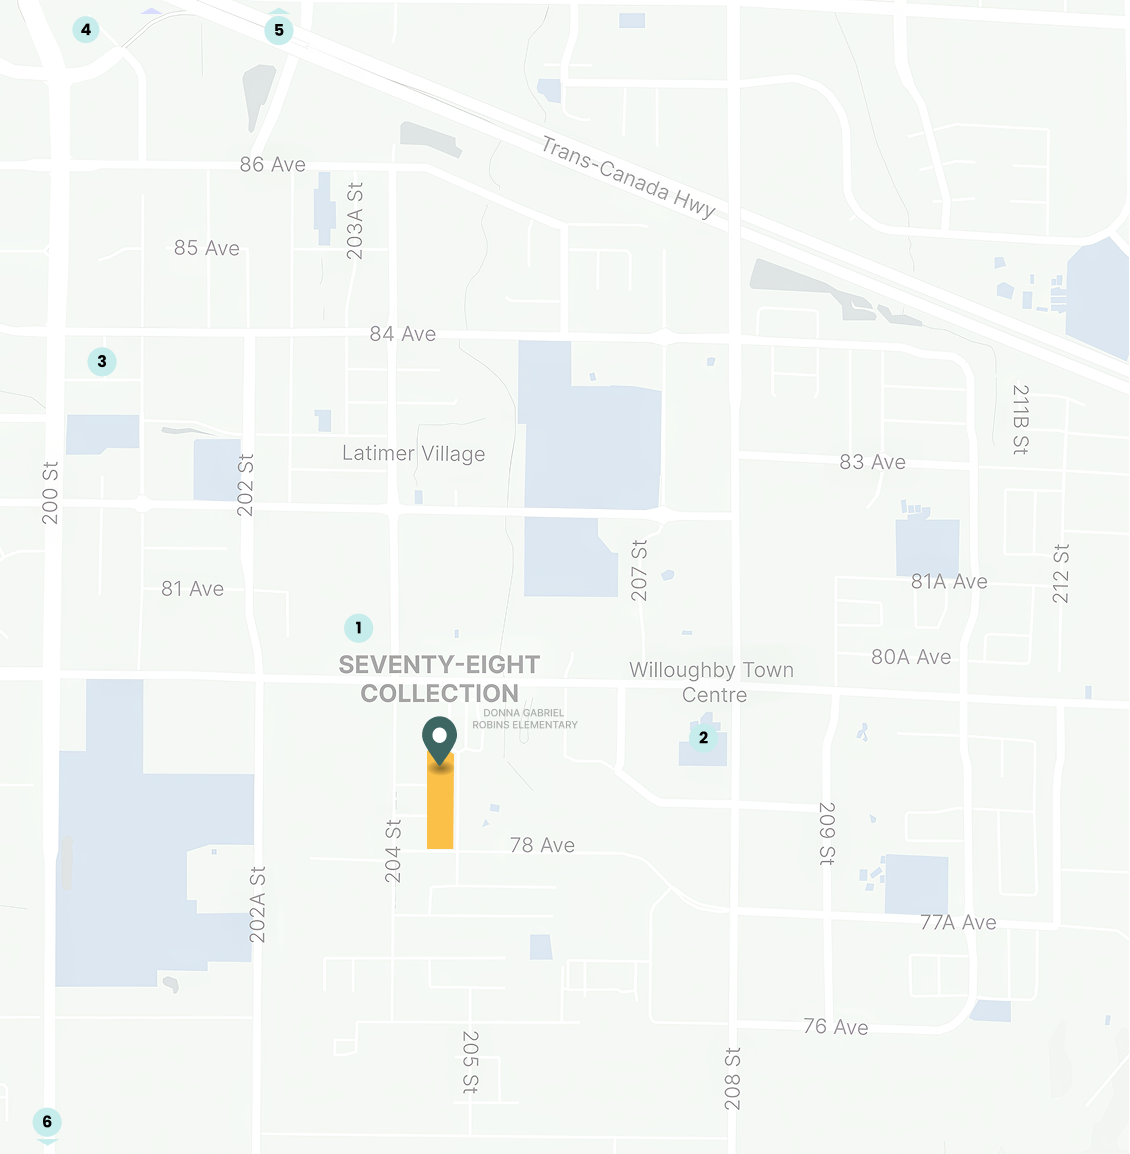 4
5
Trans-Canada Hwy
86 Ave
203A St
85 Ave
84 Ave
3
211B St
Latimer Village
83 Ave
200 St
202 St
207 St
212 St
81 Ave
81A Ave
1
SEVENTY-EIGHT
COLLECTION
80A Ave
Willoughby Town
Centre
DONNA GABRIEL
ROBINS ELEMENTARY
2
204 St
78 Ave
209 St
202A St
77A Ave
76 Ave
205 St
208 St
6